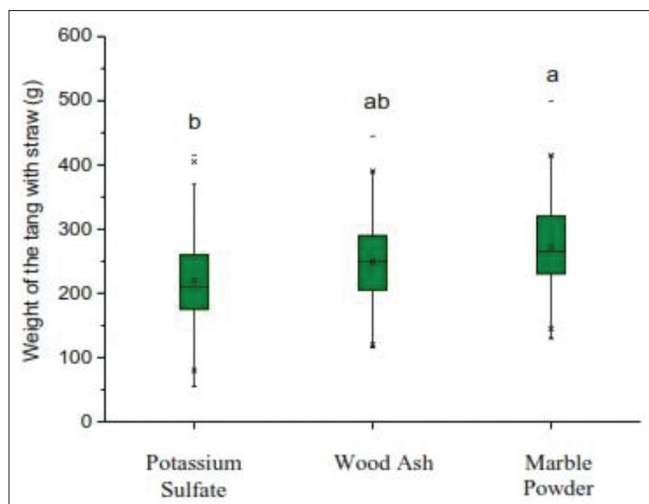 Weight of the tang with straw (g)
600
500
400
300
200
100
0
b
ab
a
Potassium
Sulfate
Wood Ash
Marble
Powder